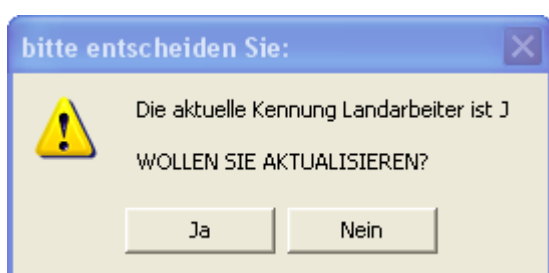 bitte entscheiden Sie:
Die aktuelle Kennung Landarbeiter ist J
WOLLEN SIE AKTUALISIEREN?
Ja
Nein